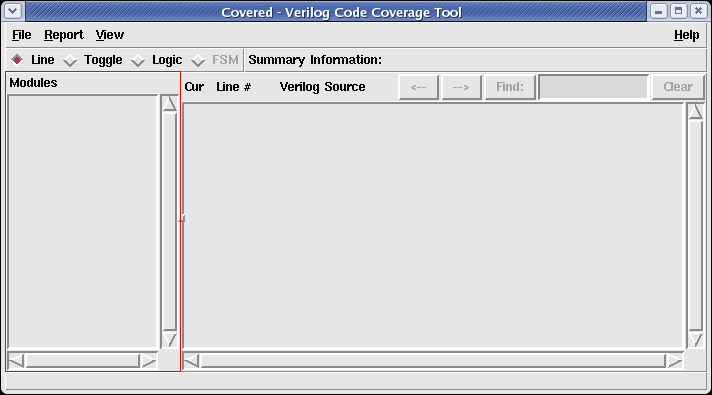 Covered - Verilog Code Coverage Tool
File Report View Help
Line Toggle Logic FSM Summary Information:
Modules
Cur Line # Verilog Source <-- --> Find: Clear